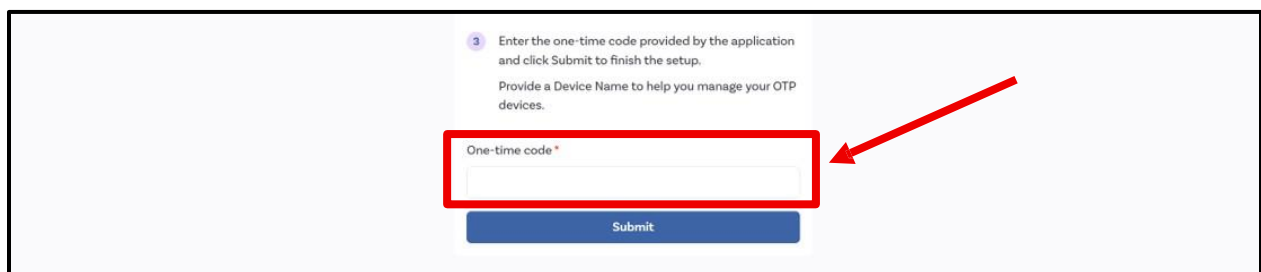 3 Enter the one-time code provided by the application
and click Submit to finish the setup.
Provide a Device Name to help you manage your OTP
devices.
One-time code *
Submit